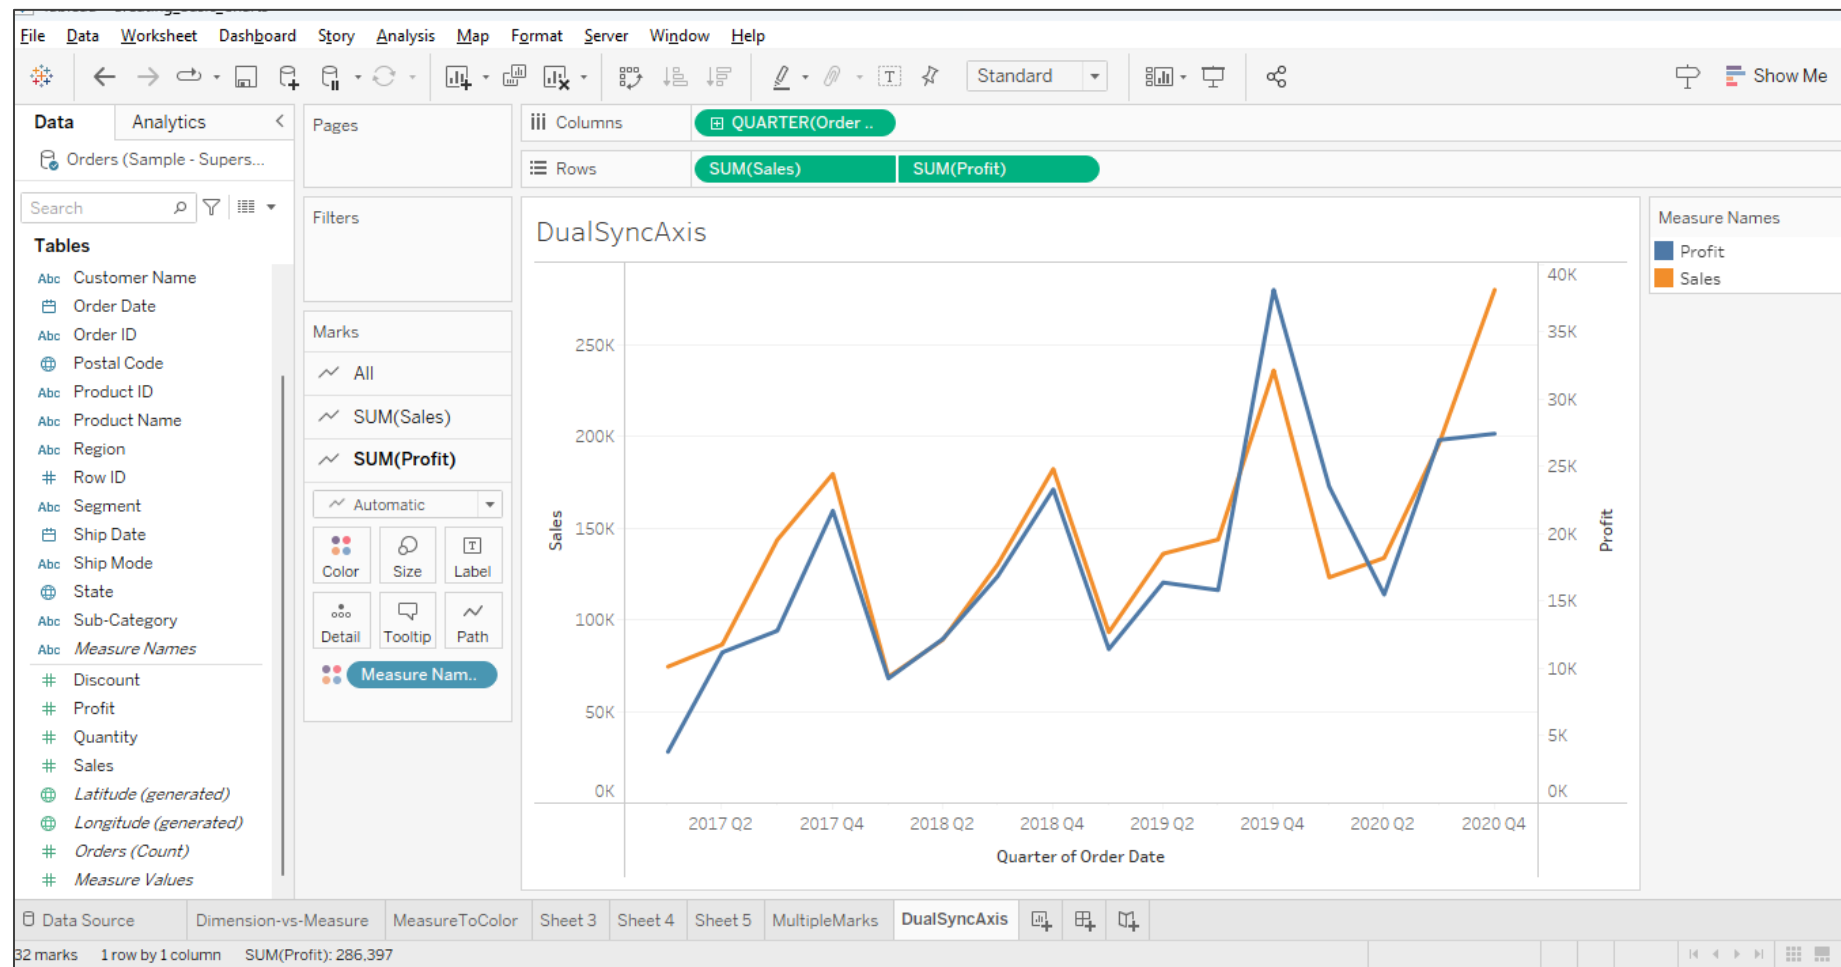 File Data Worksheet Dashboard Story Analysis Map Format Server Window Help
Standard
Show Me
Data Analytics
Pages
Columns
QUARTER(Order ..
Orders (Sample - Supers...
Rows
SUM(Sales)
SUM(Profit)
Search
Filters
DualSyncAxis
Measure Names
Profit
Sales
Tables
Abc Customer Name
Order Date
Abc Order ID
Postal Code
Abc Product ID
Abc Product Name
Abc Region
# Row ID
Abc Segment
Ship Date
Abc Ship Mode
State
Abc Sub-Category
Abc Measure Names
# Discount
# Profit
# Quantity
# Sales
Latitude (generated)
Longitude (generated)
# Orders (Count)
# Measure Values
Marks
All
SUM(Sales)
SUM(Profit)
Automatic
Color Size Label
Detail Tooltip Path
Measure Nam..
Sales
250K
200K
150K
100K
50K
0K
40K
35K
30K
25K
20K
15K
10K
5K
0K
Profit
2017 Q2 2017 Q4 2018 Q2 2018 Q4 2019 Q2 2019 Q4 2020 Q2 2020 Q4
Quarter of Order Date
Data Source Dimension-vs-Measure MeasureToColor Sheet 3 Sheet 4 Sheet 5 MultipleMarks DualSyncAxis
32 marks 1 row by 1 column SUM(Profit): 286,397